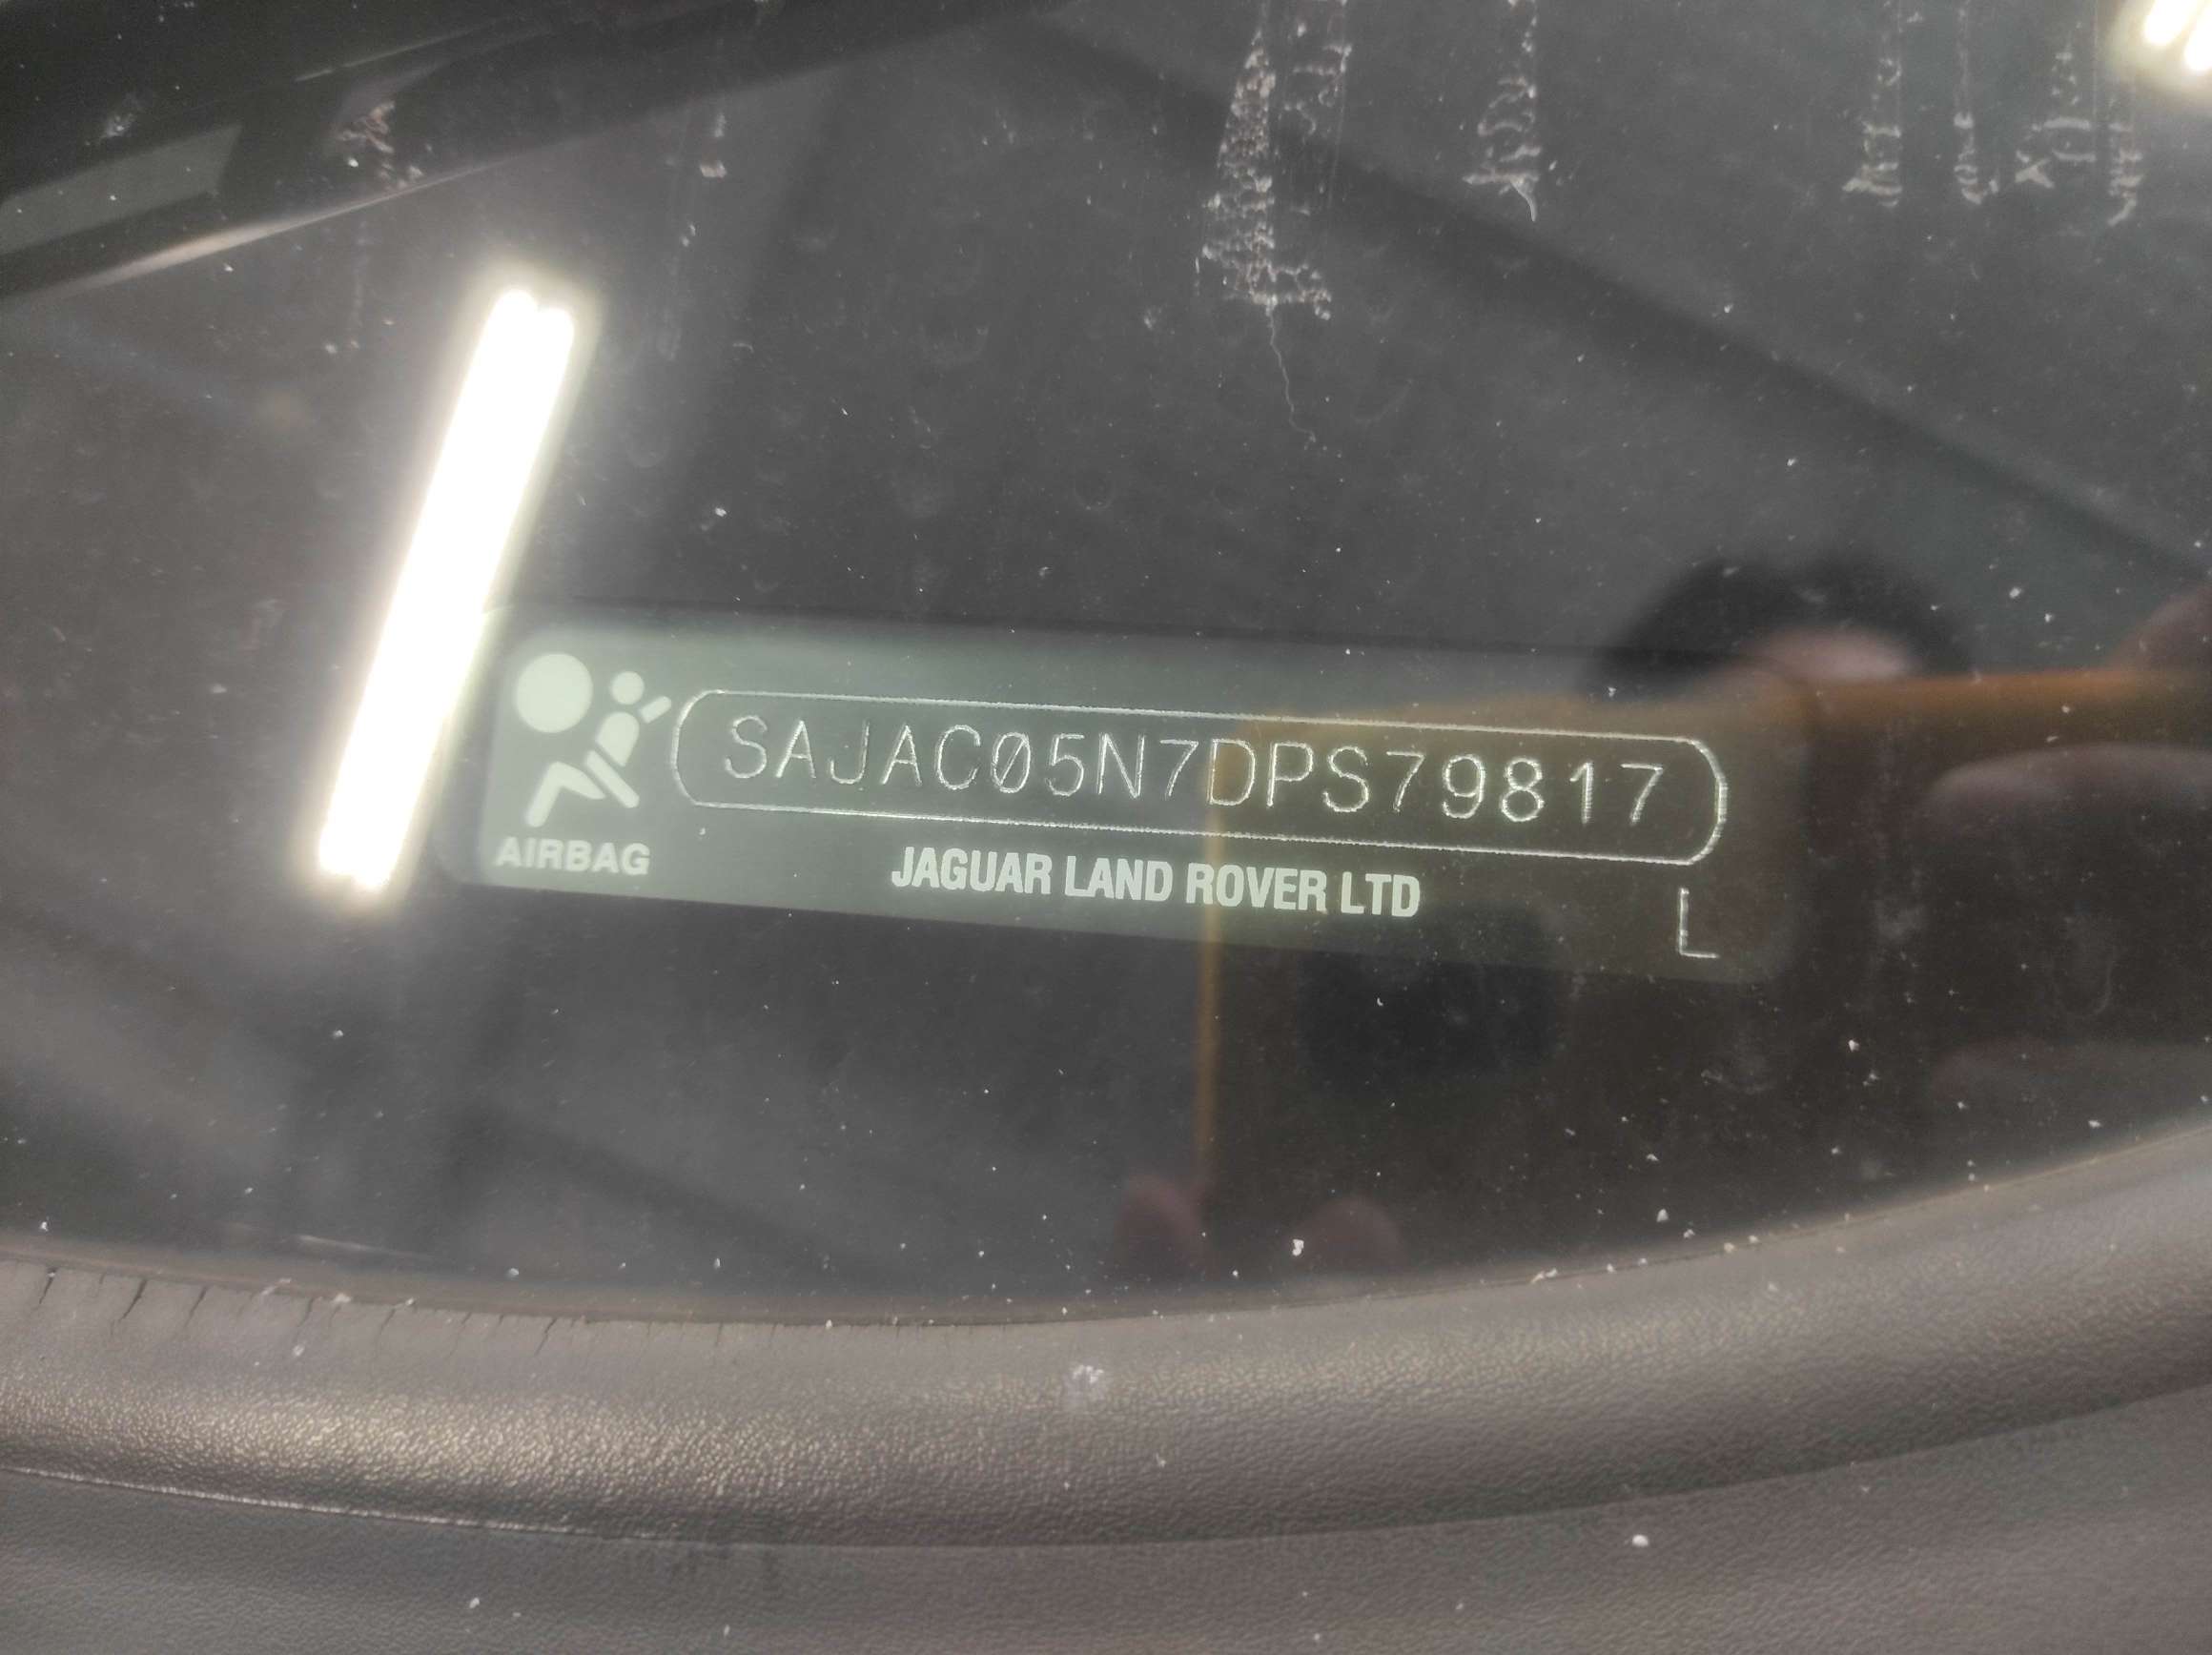 SAJAC05N7DPS79817
AIRBAG
JAGUAR LAND ROVER LTD
L